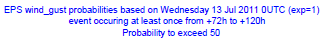 EPS wind_gust probabilities based on Wednesday 13 Jul 2011 0UTC (exp=1)
event occuring at least once from +72h to +120h
Probability to exceed 50